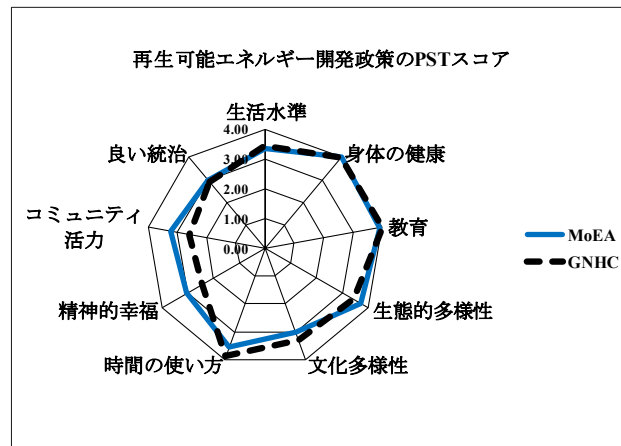 再生可能エネルギー開発政策のPSTスコア
生活水準
4.00
3.00
2.00
1.00
0.00
身体の健康
教育
生態的多様性
文化多様性
時間の使い方
精神的幸福
コミュニティ
活力
良い統治
MoEA
GNHC